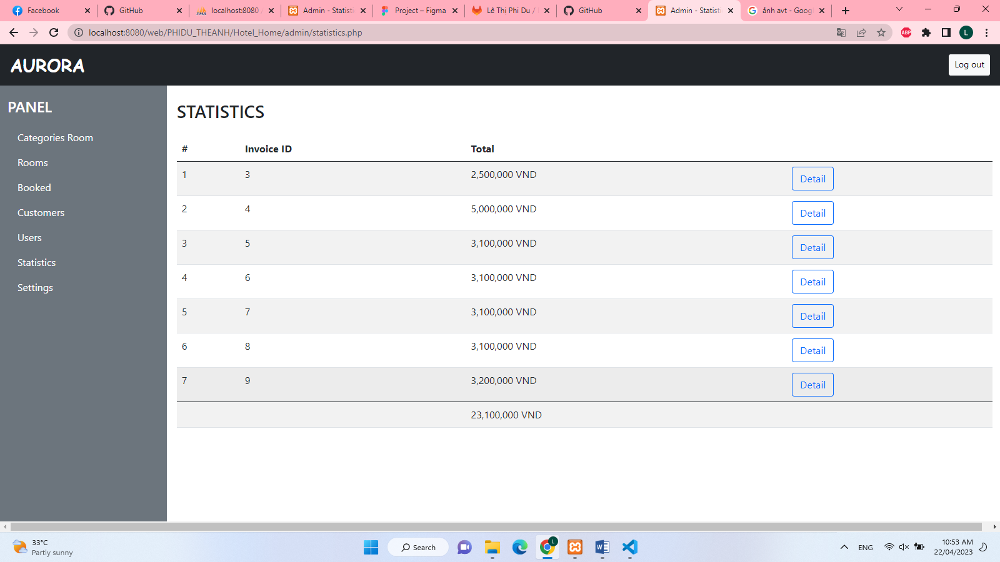 Facebook
GitHub
localhost:8080
Admin - Statisti
Project – Figma
Lê Thị Phi Du /
GitHub
Admin - Statisti
ảnh avt - Goog
localhost:8080/web/PHIDU_THEANH/Hotel_Home/admin/statistics.php
ABP
L
AURORA
Log out
PANEL
Categories Room
Rooms
Booked
Customers
Users
Statistics
Settings
STATISTICS
# Invoice ID Total
1 3 2,500,000 VND Detail
2 4 5,000,000 VND Detail
3 5 3,100,000 VND Detail
4 6 3,100,000 VND Detail
5 7 3,100,000 VND Detail
6 8 3,100,000 VND Detail
7 9 3,200,000 VND Detail
23,100,000 VND
33°C
Partly sunny
Search
L
ENG
10:53 AM
22/04/2023